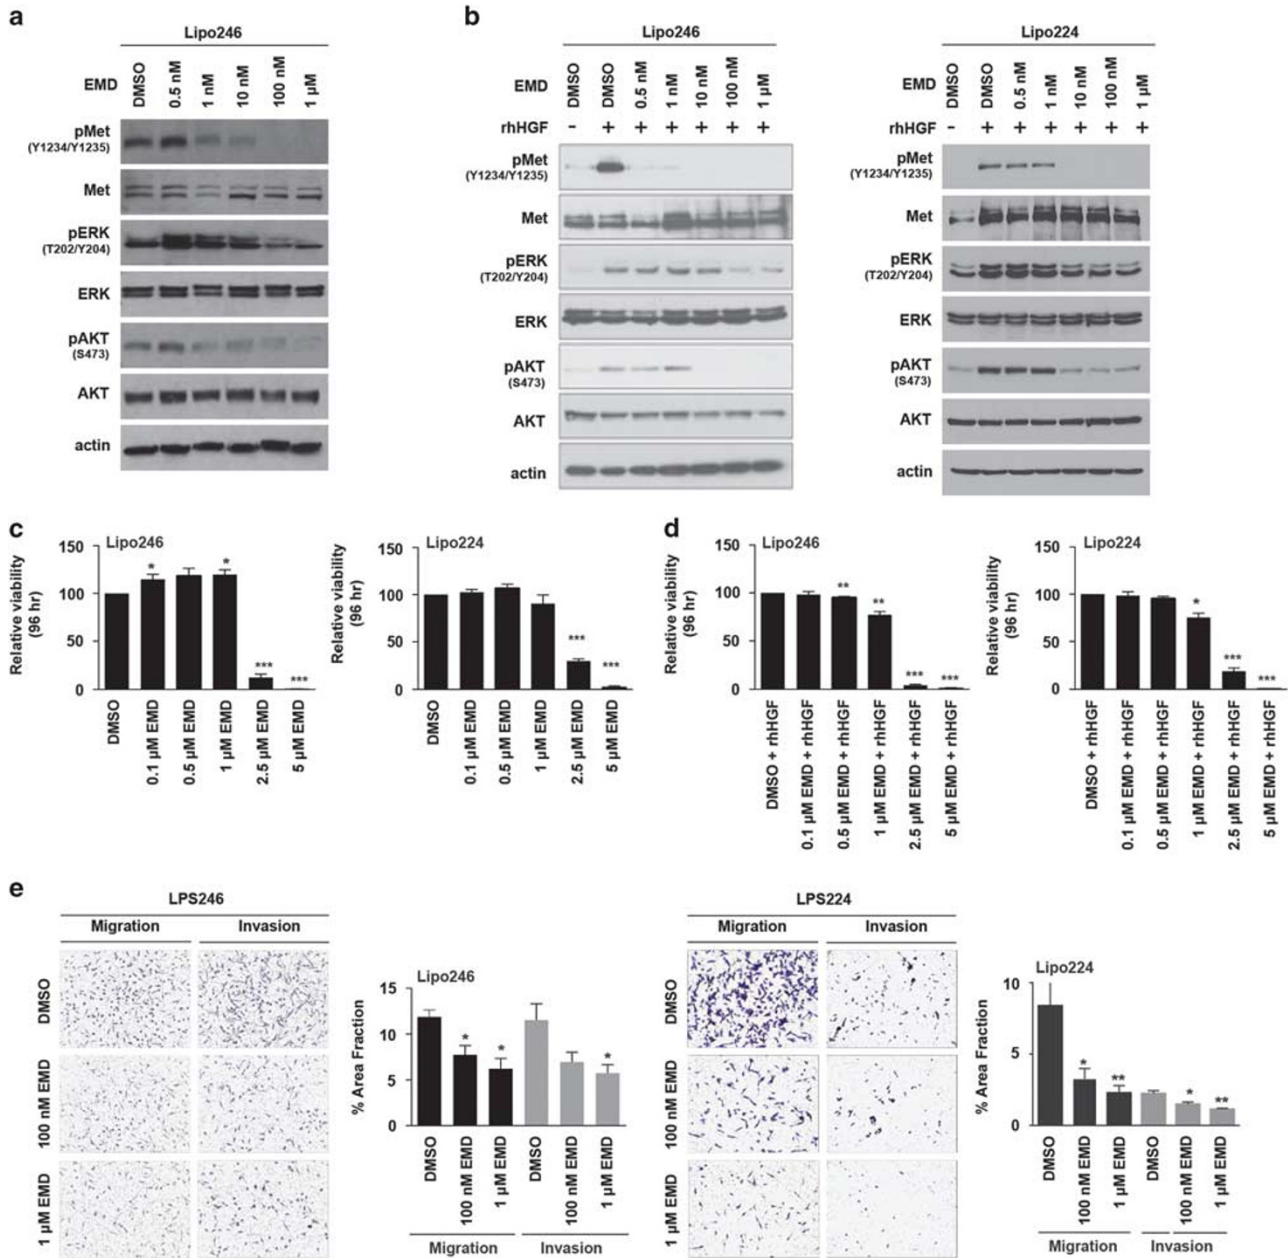 a
Lipo246
EMD
DMSO
0.5 nM
1 nM
10 nM
100 nM
1 µM
pMet
(Y1234/Y1235)
Met
pERK
(T202/Y204)
ERK
pAKT
(S473)
AKT
actin
b
Lipo246
EMD
DMSO
DMSO
0.5 nM
1 nM
10 nM
100 nM
1 µM
rhHGF - + + + + + +
pMet
(Y1234/Y1235)
Met
pERK
(T202/Y204)
ERK
pAKT
(S473)
AKT
actin
Lipo224
EMD
DMSO
DMSO
0.5 nM
1 nM
10 nM
100 nM
1 µM
rhHGF - + + + + + +
pMet
(Y1234/Y1235)
Met
pERK
(T202/Y204)
ERK
pAKT
(S473)
AKT
actin
c
Relative viability
(96 hr)
Lipo246
150
100
50
0
* * *** ***
DMSO
0.1 µM EMD
0.5 µM EMD
1 µM EMD
2.5 µM EMD
5 µM EMD
Relative viability
(96 hr)
Lipo224
150
100
50
0
*** ***
DMSO
0.1 µM EMD
0.5 µM EMD
1 µM EMD
2.5 µM EMD
5 µM EMD
d
Relative viability
(96 hr)
Lipo246
150
100
50
0
** ** *** ***
DMSO + rhHGF
0.1 µM EMD + rhHGF
0.5 µM EMD + rhHGF
1 µM EMD + rhHGF
2.5 µM EMD + rhHGF
5 µM EMD + rhHGF
Relative viability
(96 hr)
Lipo224
150
100
50
0
* *** ***
DMSO + rhHGF
0.1 µM EMD + rhHGF
0.5 µM EMD + rhHGF
1 µM EMD + rhHGF
2.5 µM EMD + rhHGF
5 µM EMD + rhHGF
e
LPS246
Migration Invasion
DMSO
100 nM EMD
1 µM EMD
% Area Fraction
Lipo246
15
10
5
0
* * *
DMSO
100 nM EMD
1 µM EMD
DMSO
100 nM EMD
1 µM EMD
Migration Invasion
LPS224
Migration Invasion
DMSO
100 nM EMD
1 µM EMD
% Area Fraction
Lipo224
10
5
0
* ** * **
DMSO
100 nM EMD
1 µM EMD
DMSO
100 nM EMD
1 µM EMD
Migration Invasion